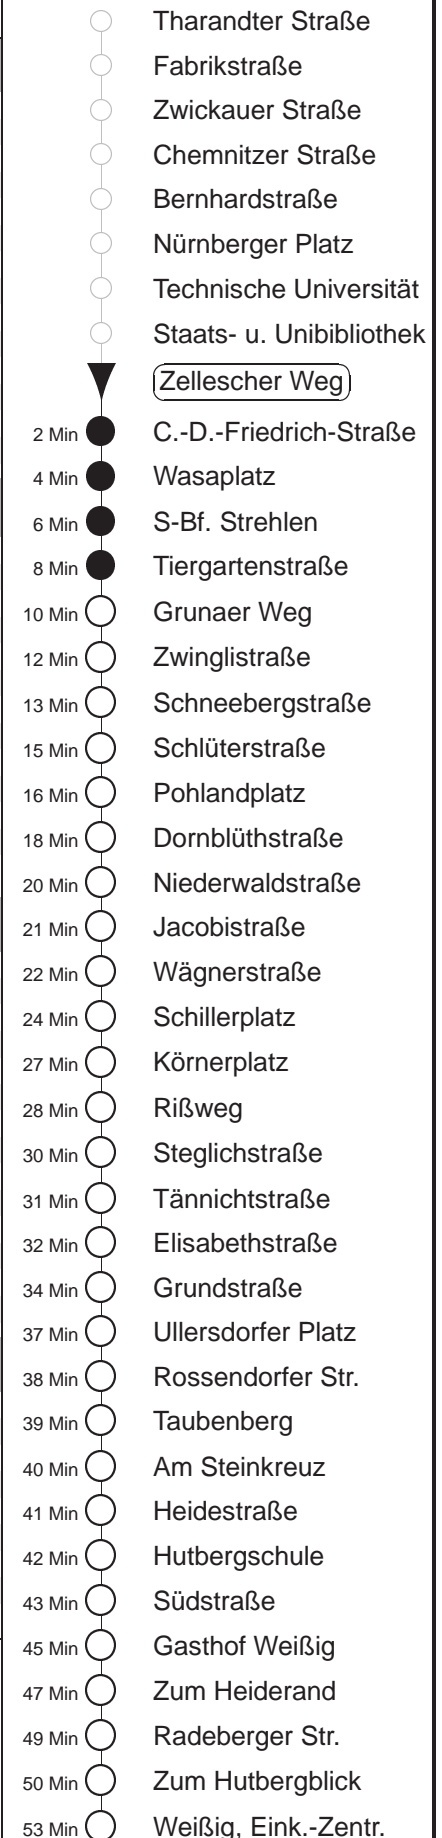 Tharandter Straße
Fabrikstraße
Zwickauer Straße
Chemnitzer Straße
Bernhardstraße
Nürnberger Platz
Technische Universität
Staats- u. Unibibliothek
Zellescher Weg
2 Min C.-D.-Friedrich-Straße
4 Min Wasaplatz
6 Min S-Bf. Strehlen
8 Min Tiergartenstraße
10 Min Grunaer Weg
12 Min Zwinglistraße
13 Min Schneebergstraße
15 Min Schlüterstraße
16 Min Pohlandplatz
18 Min Dornblüthstraße
20 Min Niederwaldstraße
21 Min Jacobistraße
22 Min Wägnerstraße
24 Min Schillerplatz
27 Min Körnerplatz
28 Min Rißweg
30 Min Steglichstraße
31 Min Tännichtstraße
32 Min Elisabethstraße
34 Min Grundstraße
37 Min Ullersdorfer Platz
38 Min Rossendorfer Str.
39 Min Taubenberg
40 Min Am Steinkreuz
41 Min Heidestraße
42 Min Hutbergschule
43 Min Südstraße
45 Min Gasthof Weißig
47 Min Zum Heiderand
49 Min Radeberger Str.
50 Min Zum Hutbergblick
53 Min Weißig, Eink.-Zentr.